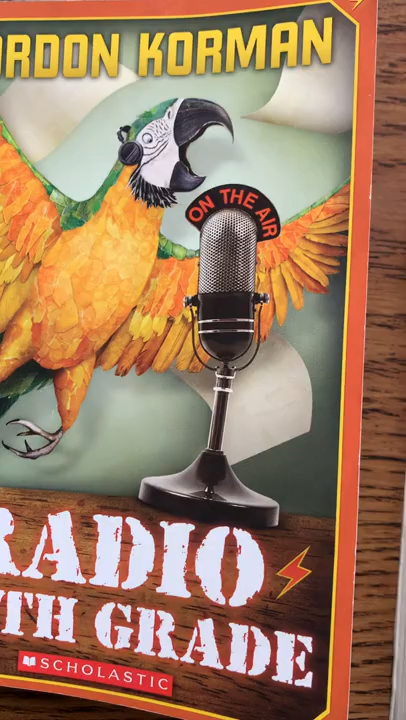 ORDON KORMAN
ON THE AIR
RADIO
TH GRADE
SCHOLASTIC